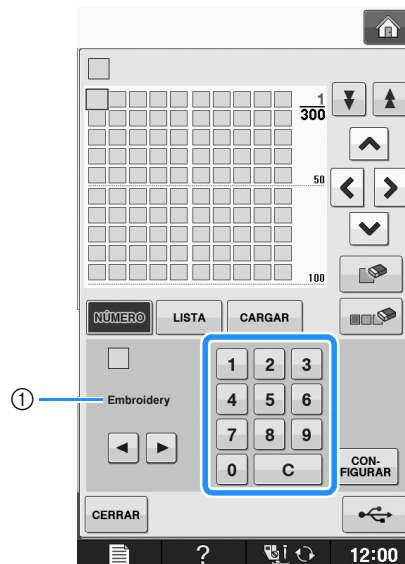 1
300
50
100
NÚMERO LISTA CARGAR
1 2 3
① Embroidery 4 5 6
7 8 9
0 C
CON-
FIGURAR
CERRAR
? 12:00